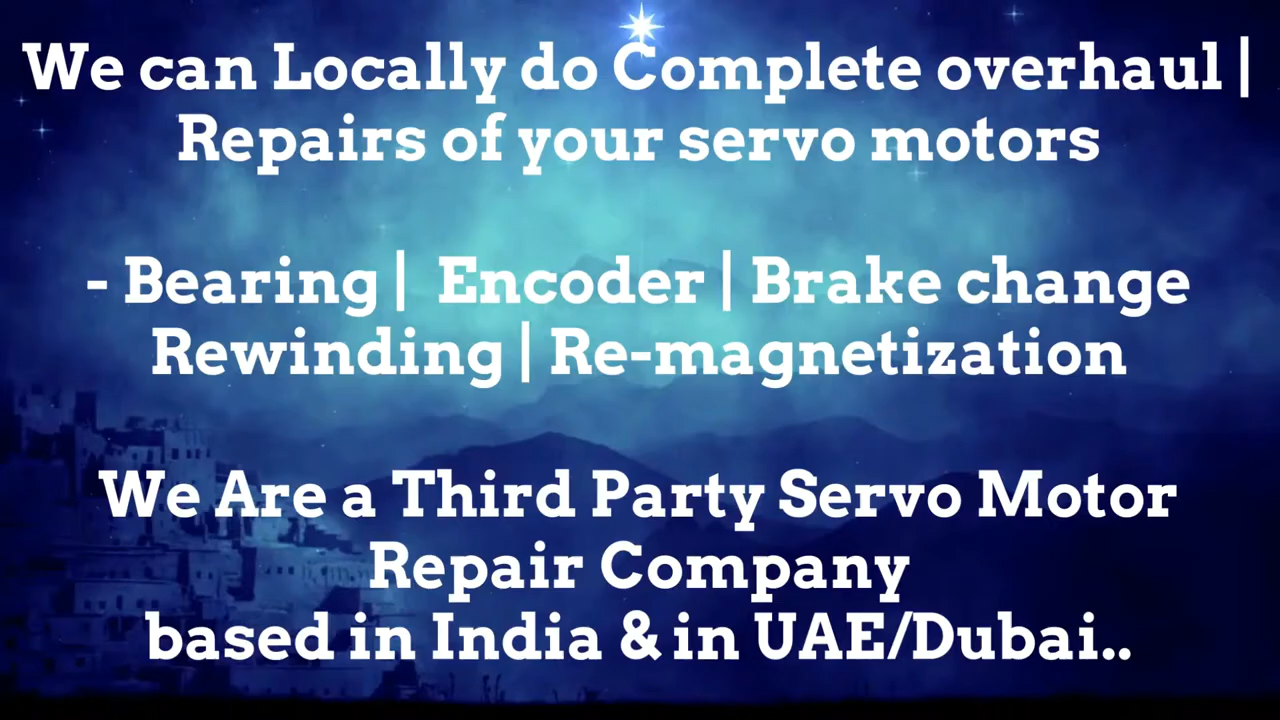 We can Locally do Complete overhaul |
Repairs of your servo motors
- Bearing | Encoder | Brake change
Rewinding | Re-magnetization
We Are a Third Party Servo Motor
Repair Company
based in India & in UAE/Dubai..